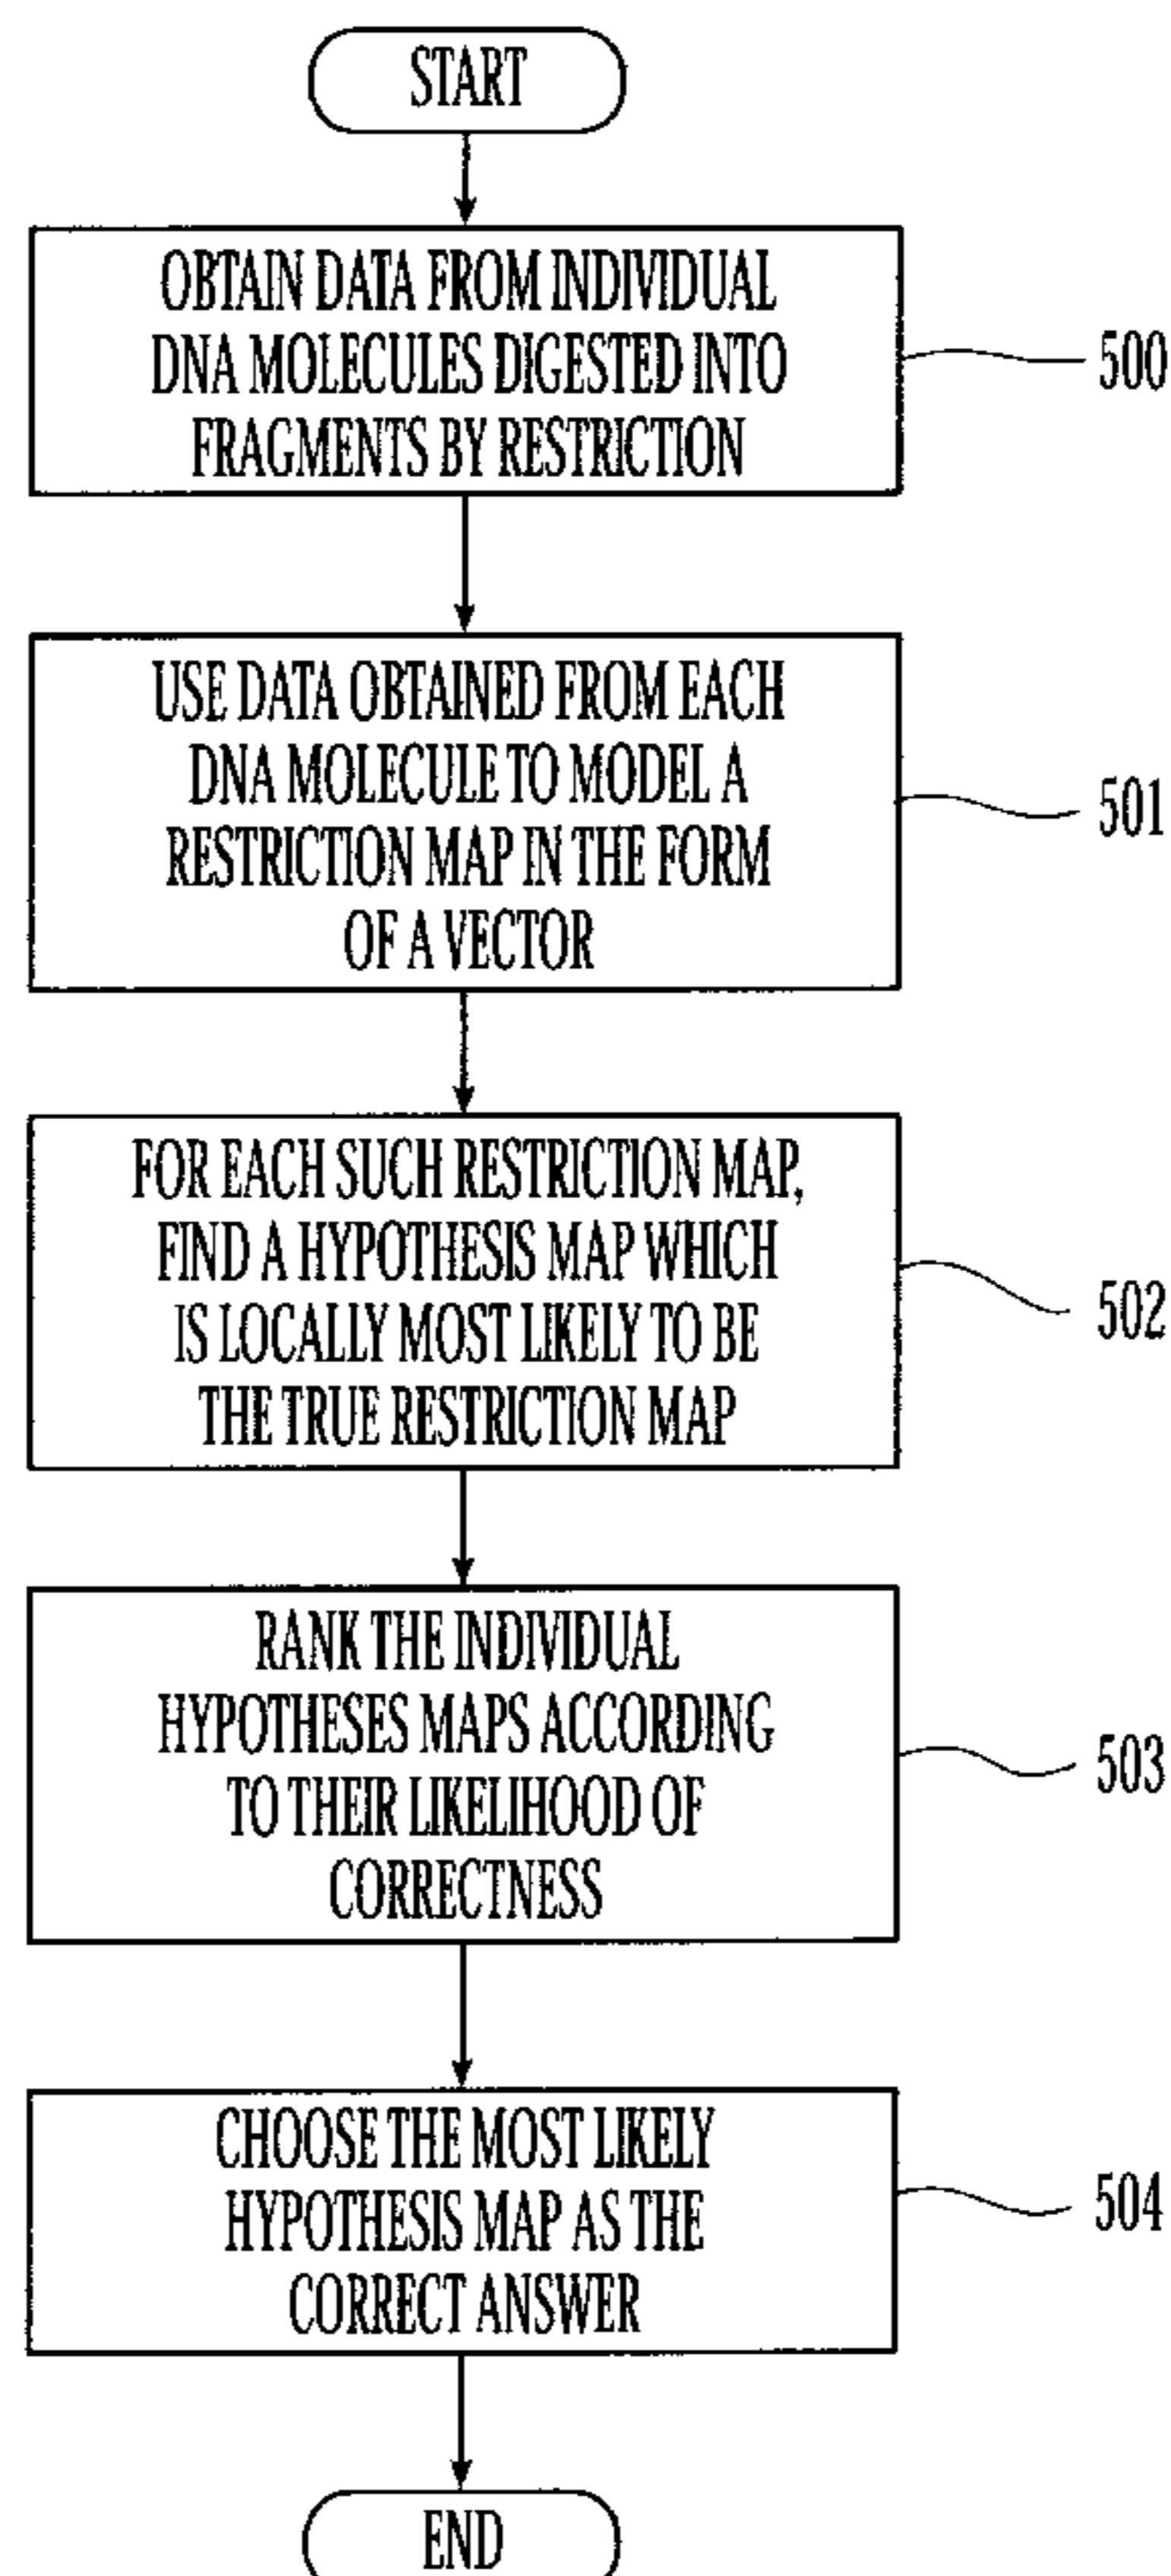 START
OBTAIN DATA FROM INDIVIDUAL
DNA MOLECULES DIGESTED INTO
FRAGMENTS BY RESTRICTION
500
USE DATA OBTAINED FROM EACH
DNA MOLECULE TO MODEL A
RESTRICTION MAP IN THE FORM
OF A VECTOR
501
FOR EACH SUCH RESTRICTION MAP,
FIND A HYPOTHESIS MAP WHICH
IS LOCALLY MOST LIKELY TO BE
THE TRUE RESTRICTION MAP
502
RANK THE INDIVIDUAL
HYPOTHESES MAPS ACCORDING
TO THEIR LIKELIHOOD OF
CORRECTNESS
503
CHOOSE THE MOST LIKELY
HYPOTHESIS MAP AS THE
CORRECT ANSWER
504
END